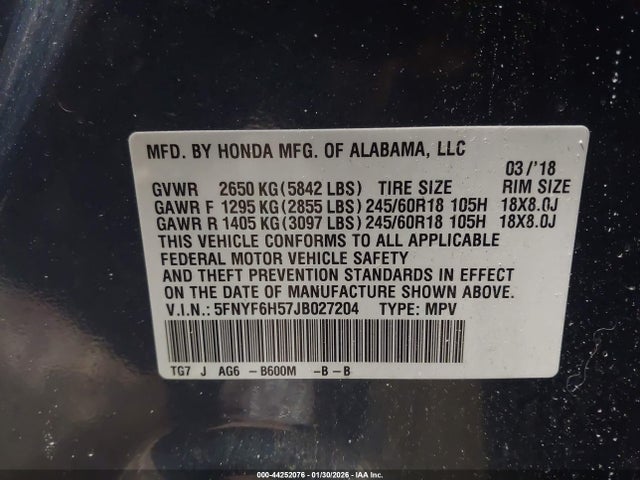 MFD. BY HONDA MFG. OF ALABAMA, LLC
03/'18
GVWR 2650 KG(5842 LBS) TIRE SIZE RIM SIZE
GAWR F 1295 KG(2855 LBS) 245/60R18 105H 18X8.0J
GAWR R 1405 KG(3097 LBS) 245/60R18 105H 18X8.0J
THIS VEHICLE CONFORMS TO ALL APPLICABLE
FEDERAL MOTOR VEHICLE SAFETY
AND THEFT PREVENTION STANDARDS IN EFFECT
ON THE DATE OF MANUFACTURE SHOWN ABOVE.
V.I.N.: 5FNYF6H57JB027204 TYPE: MPV
TG7 J AG6 -B600M -B-B
000-44252076 - 01/30/2026 - IAA Inc.